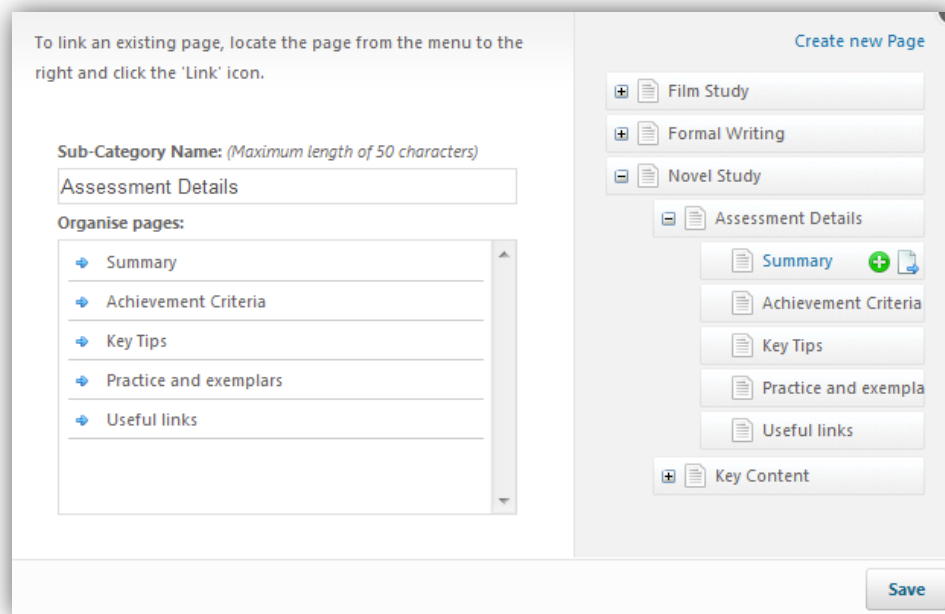 To link an existing page, locate the page from the menu to the
right and click the 'Link' icon.
Sub-Category Name: (Maximum length of 50 characters)
Assessment Details
Organise pages:
Summary
Achievement Criteria
Key Tips
Practice and exemplars
Useful links
Create new Page
Film Study
Formal Writing
Novel Study
Assessment Details
Summary
Achievement Criteria
Key Tips
Practice and exempla
Useful links
Key Content
Save